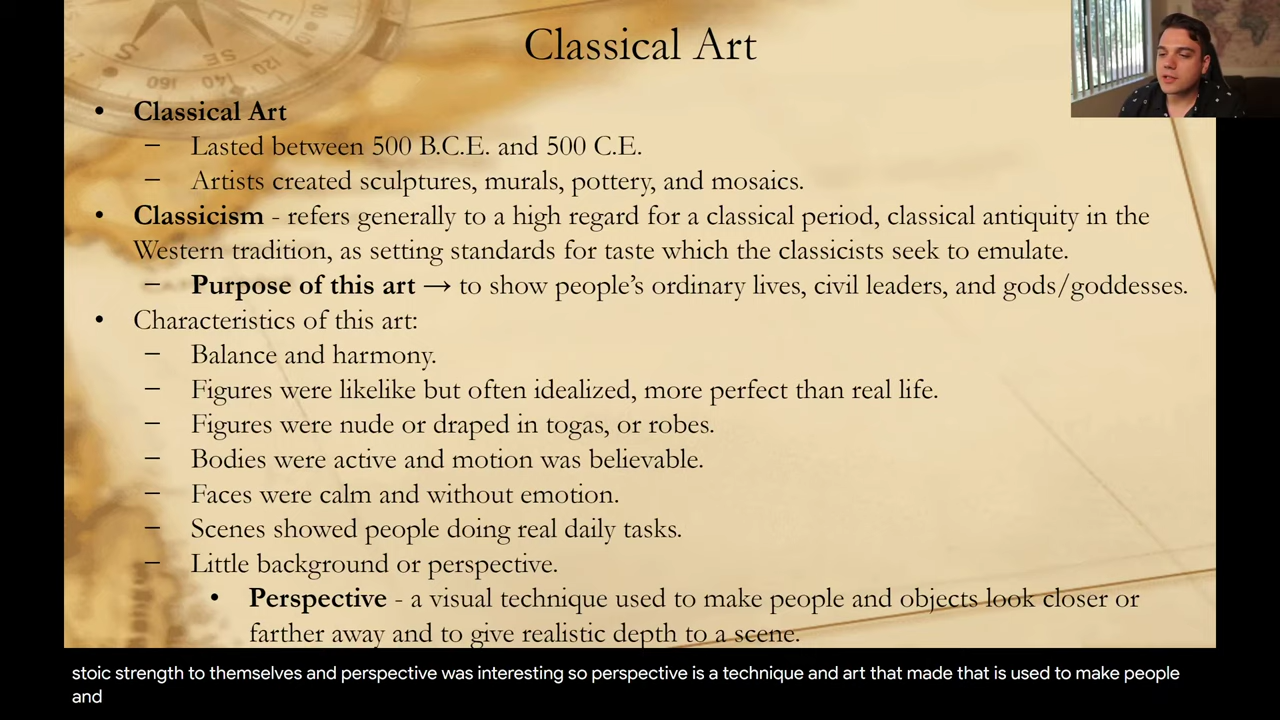 Classical Art
• Classical Art
– Lasted between 500 B.C.E. and 500 C.E.
– Artists created sculptures, murals, pottery, and mosaics.
• Classicism - refers generally to a high regard for a classical period, classical antiquity in the
Western tradition, as setting standards for taste which the classicists seek to emulate.
– Purpose of this art → to show people’s ordinary lives, civil leaders, and gods/goddesses.
• Characteristics of this art:
– Balance and harmony.
– Figures were likelike but often idealized, more perfect than real life.
– Figures were nude or draped in togas, or robes.
– Bodies were active and motion was believable.
– Faces were calm and without emotion.
– Scenes showed people doing real daily tasks.
– Little background or perspective.
• Perspective - a visual technique used to make people and objects look closer or
farther away and to give realistic depth to a scene.
stoic strength to themselves and perspective was interesting so perspective is a technique and art that made that is used to make people
and
S
SE
120
140
160